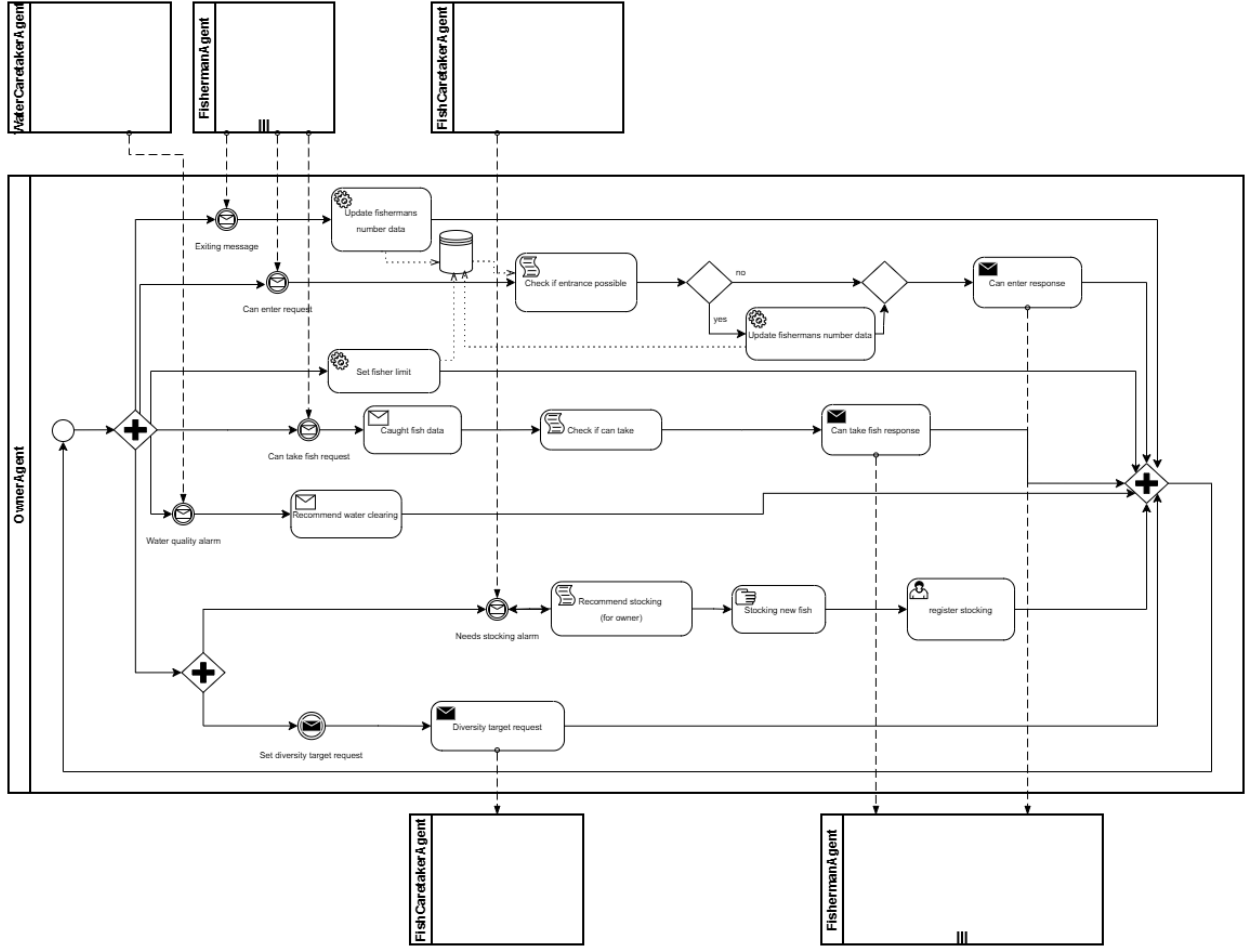 WaterCaretakerAgent
FishermanAgent
FishCaretakerAgent
OwnerAgent
Update fishermans
number data
Exiting message
Check if entrance possible
no
Can enter response
Can enter request
yes
Update fishermans number data
Set fisher limit
Caught fish data
Check if can take
Can take fish response
Can take fish request
Recommend water clearing
Water quality alarm
Recommend stocking
(for owner)
Stocking new fish
register stocking
Needs stocking alarm
Diversity target request
Set diversity target request
FishCaretakerAgent
FishermanAgent